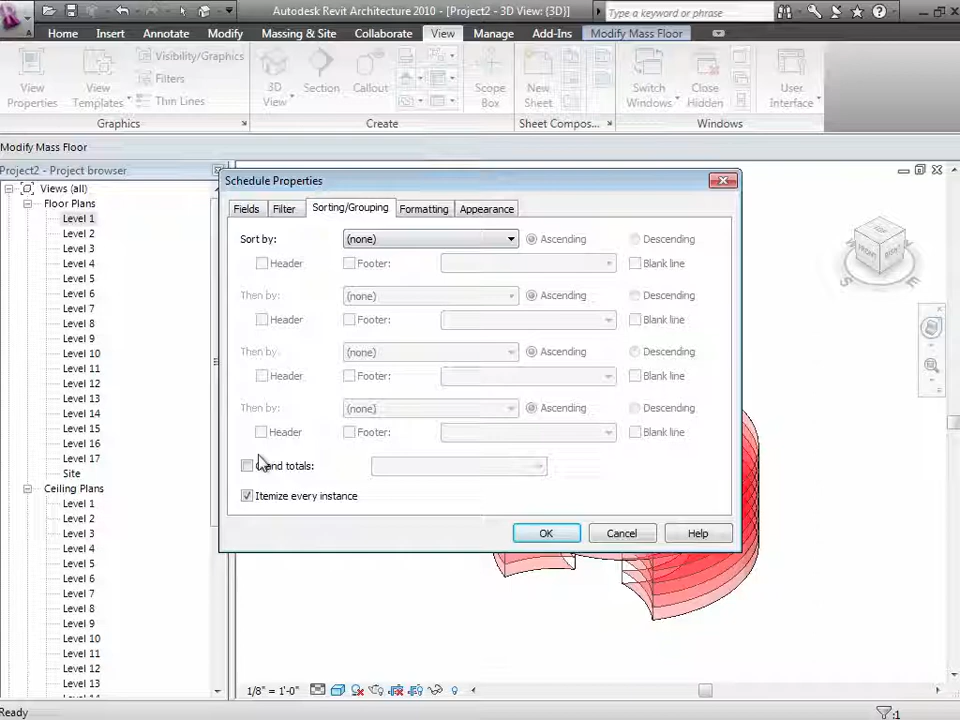 Autodesk Revit Architecture 2010 - [Project2 - 3D View: {3D}]
Type a keyword or phrase
Home Insert Annotate Modify Massing & Site Collaborate View Manage Add-Ins Modify Mass Floor
View Properties
View Templates
Visibility/Graphics
Filters
Thin Lines
3D View
Section
Callout
Scope Box
New Sheet
Switch Windows
Close Hidden
User Interface
Graphics
Create
Sheet Compos...
Windows
Modify Mass Floor
Project2 - Project browser
Views (all)
Floor Plans
Level 1
Level 2
Level 3
Level 4
Level 5
Level 6
Level 7
Level 8
Level 9
Level 10
Level 11
Level 12
Level 13
Level 14
Level 15
Level 16
Level 17
Site
Ceiling Plans
Level 1
Level 2
Level 3
Level 4
Level 5
Level 6
Level 7
Level 8
Level 9
Level 10
Level 11
Level 12
Level 13
Schedule Properties
Fields Filter Sorting/Grouping Formatting Appearance
Sort by: (none) Ascending Descending
Header Footer: Blank line
Then by: (none) Ascending Descending
Header Footer: Blank line
Then by: (none) Ascending Descending
Header Footer: Blank line
Then by: (none) Ascending Descending
Header Footer: Blank line
Grand totals:
Itemize every instance
OK Cancel Help
TOP
FRONT
RIGHT
W
S
E
1/8" = 1'-0"
Ready
:1